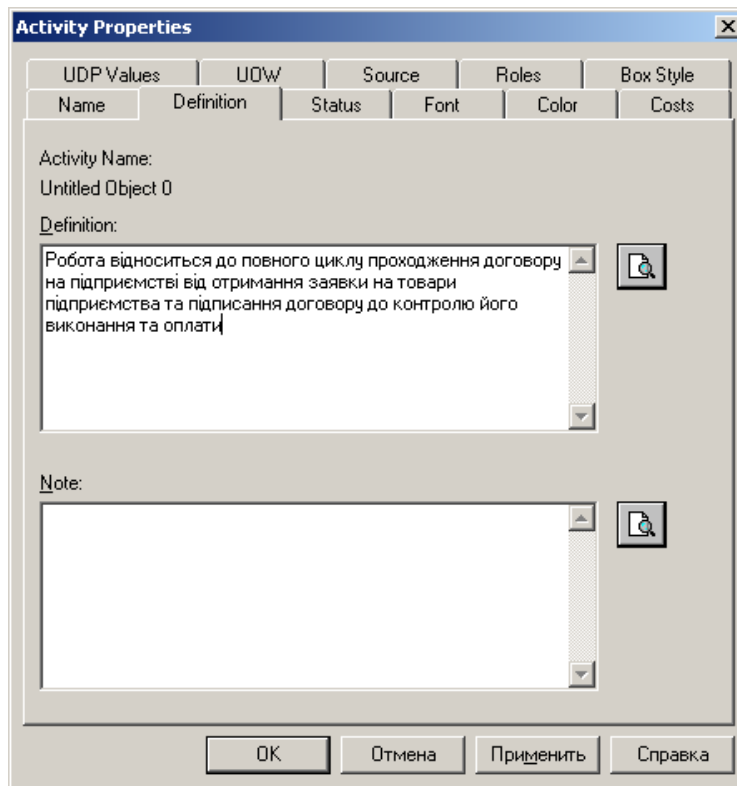 Activity Properties
UDP Values UOW Source Roles Box Style
Name Definition Status Font Color Costs
Activity Name:
Untitled Object 0
Definition:
Робота відноситься до повного циклу проходження договору
на підприємстві від отримання заявки на товари
підприємства та підписання договору до контролю його
виконання та оплати
Note:
OK Отмена Применить Справка